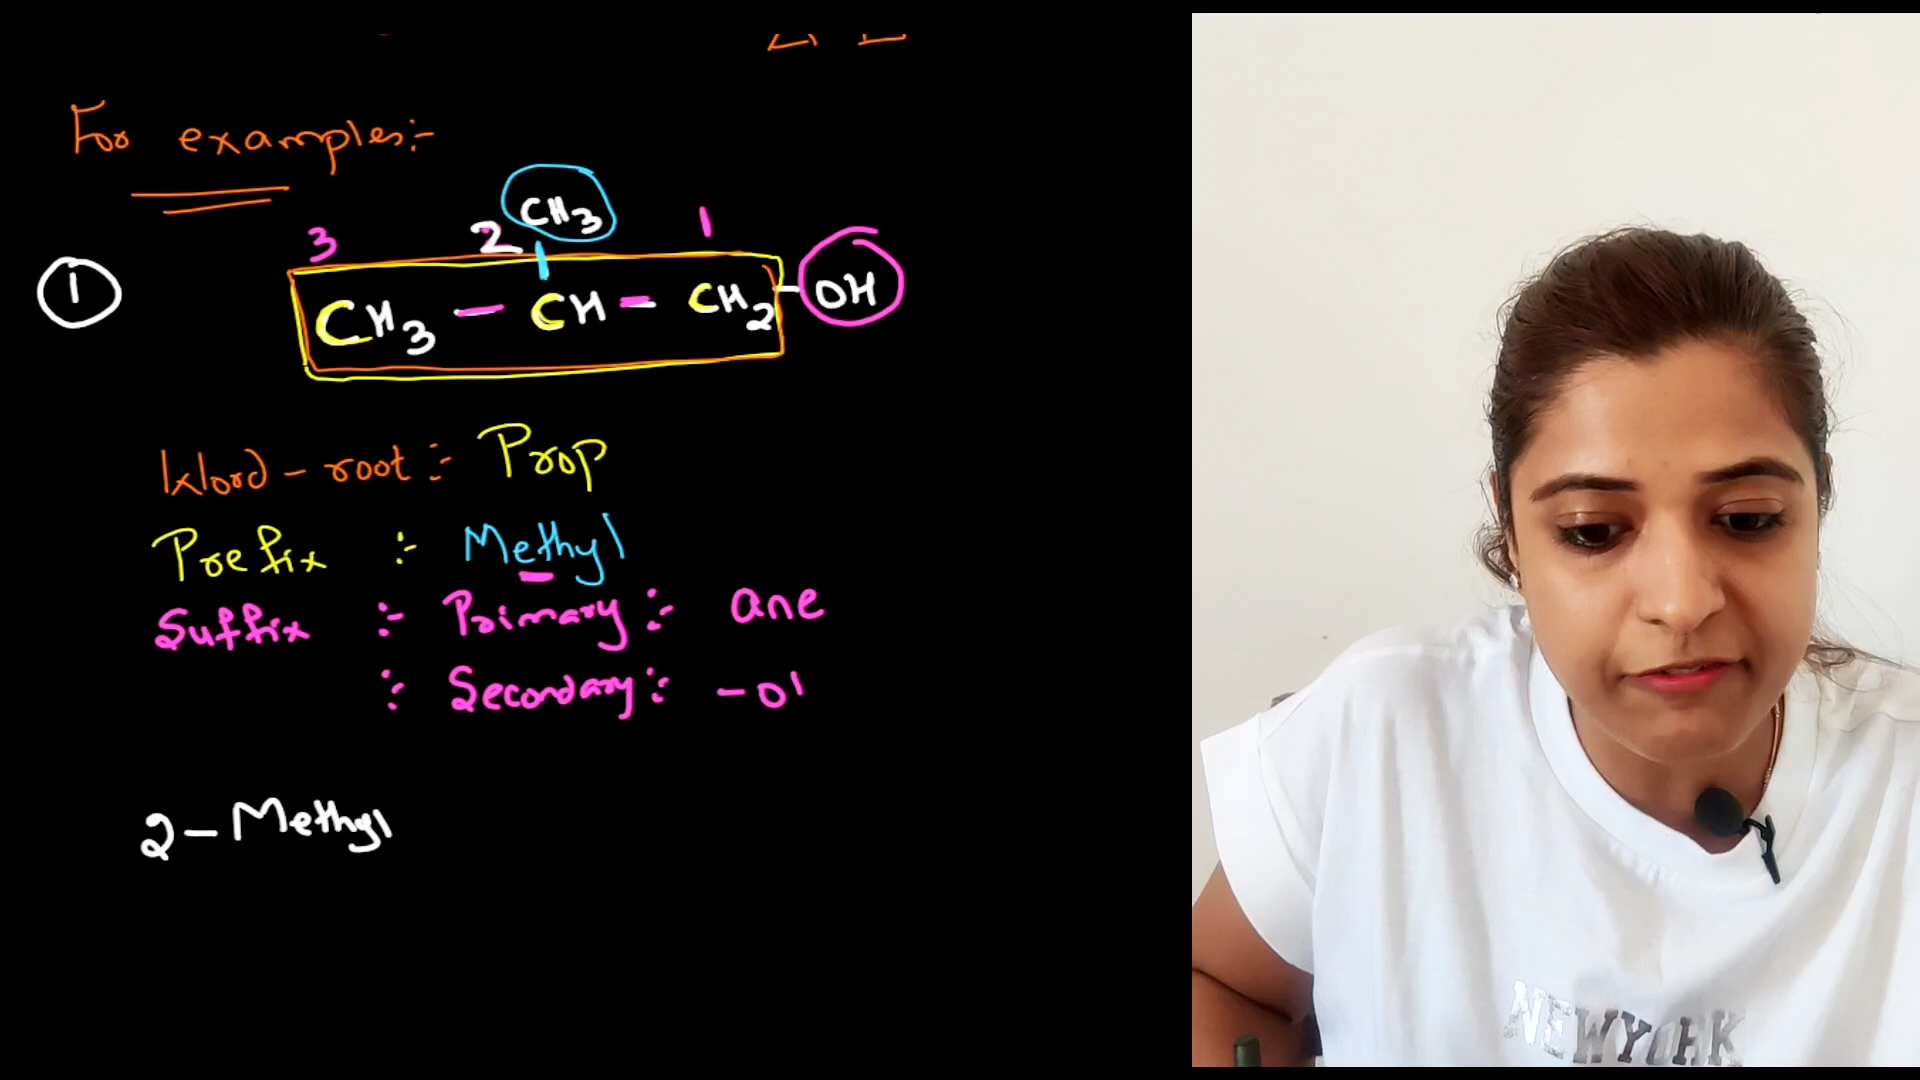 For examples:-
CH3
3 2 1
1 CH3 - CH - CH2 - OH
Word-root :- Prop
Prefix :- Methyl
Suffix :- Primary :- ane
:- Secondary :- -ol
2-Methyl
NEWYORK